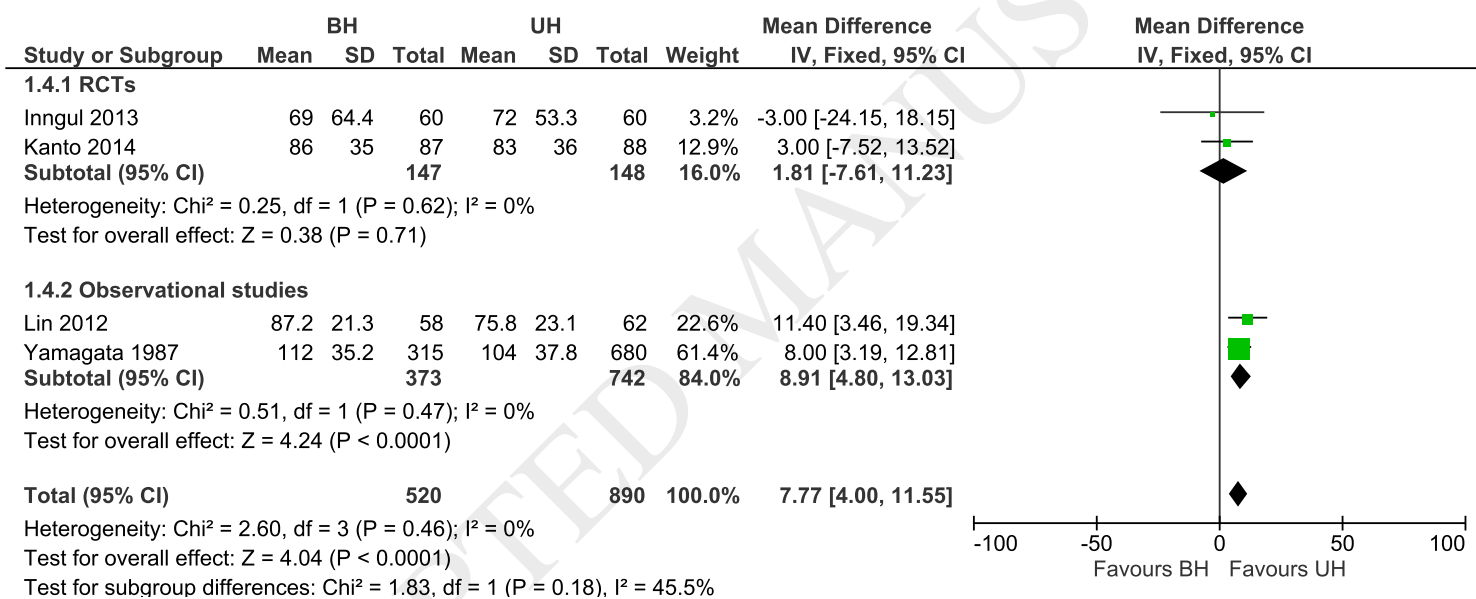 BH UH Mean Difference Mean Difference
Study or Subgroup Mean SD Total Mean SD Total Weight IV, Fixed, 95% CI IV, Fixed, 95% CI
1.4.1 RCTs
Inngul 2013 69 64.4 60 72 53.3 60 3.2% -3.00 [-24.15, 18.15]
Kanto 2014 86 35 87 83 36 88 12.9% 3.00 [-7.52, 13.52]
Subtotal (95% CI) 147 148 16.0% 1.81 [-7.61, 11.23]
Heterogeneity: Chi² = 0.25, df = 1 (P = 0.62); I² = 0%
Test for overall effect: Z = 0.38 (P = 0.71)
1.4.2 Observational studies
Lin 2012 87.2 21.3 58 75.8 23.1 62 22.6% 11.40 [3.46, 19.34]
Yamagata 1987 112 35.2 315 104 37.8 680 61.4% 8.00 [3.19, 12.81]
Subtotal (95% CI) 373 742 84.0% 8.91 [4.80, 13.03]
Heterogeneity: Chi² = 0.51, df = 1 (P = 0.47); I² = 0%
Test for overall effect: Z = 4.24 (P < 0.0001)
Total (95% CI) 520 890 100.0% 7.77 [4.00, 11.55]
Heterogeneity: Chi² = 2.60, df = 3 (P = 0.46); I² = 0%
Test for overall effect: Z = 4.04 (P < 0.0001)
Test for subgroup differences: Chi² = 1.83, df = 1 (P = 0.18), I² = 45.5%
-100 -50 0 50 100
Favours BH Favours UH
TED MANUS